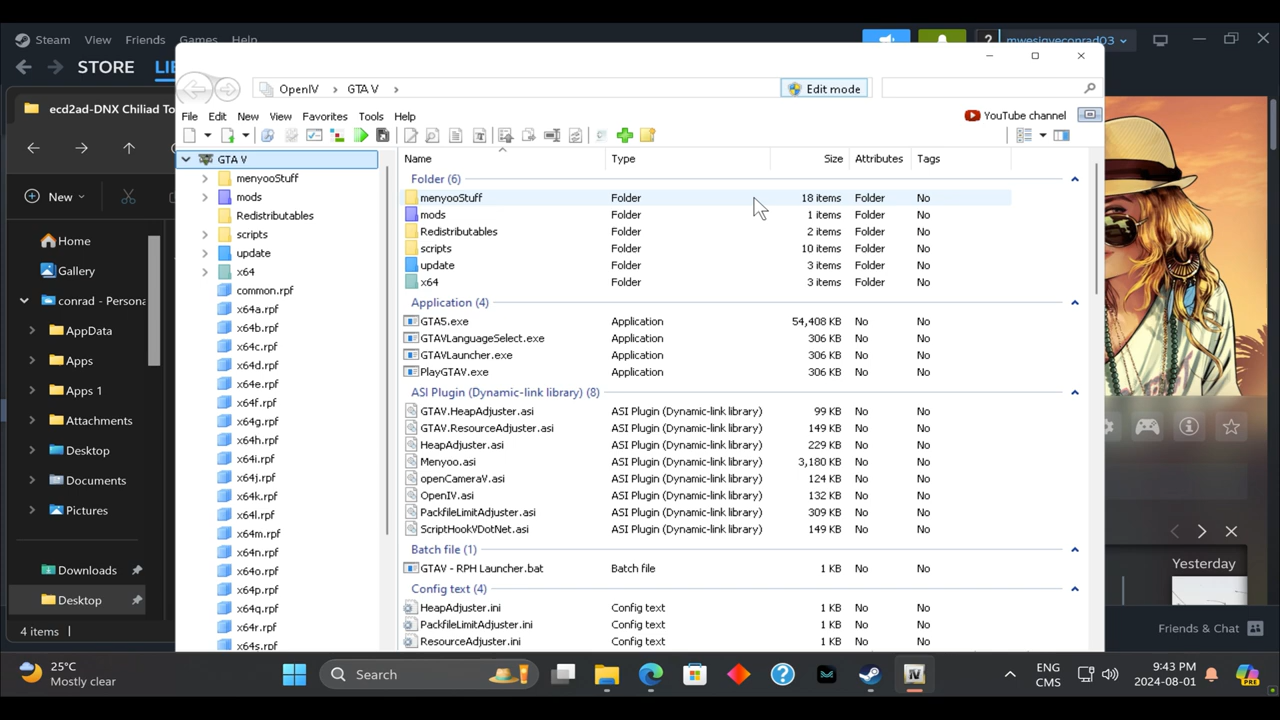 Steam View Friends Games Help mwesigyeconrad03
STORE
OpenIV GTA V Edit mode
ecd2ad-DNX Chiliad To
File Edit New View Favorites Tools Help YouTube channel
Name Type Size Attributes Tags
GTA V
menyooStuff
mods
Redistributables
scripts
update
x64
common.rpf
x64a.rpf
x64b.rpf
x64c.rpf
x64d.rpf
x64e.rpf
x64f.rpf
x64g.rpf
x64h.rpf
x64i.rpf
x64j.rpf
x64k.rpf
x64l.rpf
x64m.rpf
x64n.rpf
x64o.rpf
x64p.rpf
x64q.rpf
x64r.rpf
x64s.rpf
Folder (6)
menyooStuff Folder 18 items Folder No
mods Folder 1 items Folder No
Redistributables Folder 2 items Folder No
scripts Folder 10 items Folder No
update Folder 3 items Folder No
x64 Folder 3 items Folder No
Application (4)
GTA5.exe Application 54,408 KB No No
GTAVLanguageSelect.exe Application 306 KB No No
GTAVLauncher.exe Application 306 KB No No
PlayGTAV.exe Application 306 KB No No
ASI Plugin (Dynamic-link library) (8)
GTAV.HeapAdjuster.asi ASI Plugin (Dynamic-link library) 99 KB No No
GTAV.ResourceAdjuster.asi ASI Plugin (Dynamic-link library) 149 KB No No
HeapAdjuster.asi ASI Plugin (Dynamic-link library) 229 KB No No
Menyoo.asi ASI Plugin (Dynamic-link library) 3,180 KB No No
openCameraV.asi ASI Plugin (Dynamic-link library) 124 KB No No
OpenIV.asi ASI Plugin (Dynamic-link library) 132 KB No No
PackfileLimitAdjuster.asi ASI Plugin (Dynamic-link library) 309 KB No No
ScriptHookVDotNet.asi ASI Plugin (Dynamic-link library) 149 KB No No
Batch file (1)
GTAV - RPH Launcher.bat Batch file 1 KB No No
Config text (4)
HeapAdjuster.ini Config text 1 KB No No
PackfileLimitAdjuster.ini Config text 1 KB No No
ResourceAdjuster.ini Config text 1 KB No No
New
Home
Gallery
conrad - Persona
AppData
Apps
Apps 1
Attachments
Desktop
Documents
Pictures
Downloads
Desktop
4 items
Yesterday
Friends & Chat
25°C
Mostly clear
Search
ENG
CMS
9:43 PM
2024-08-01
PRE